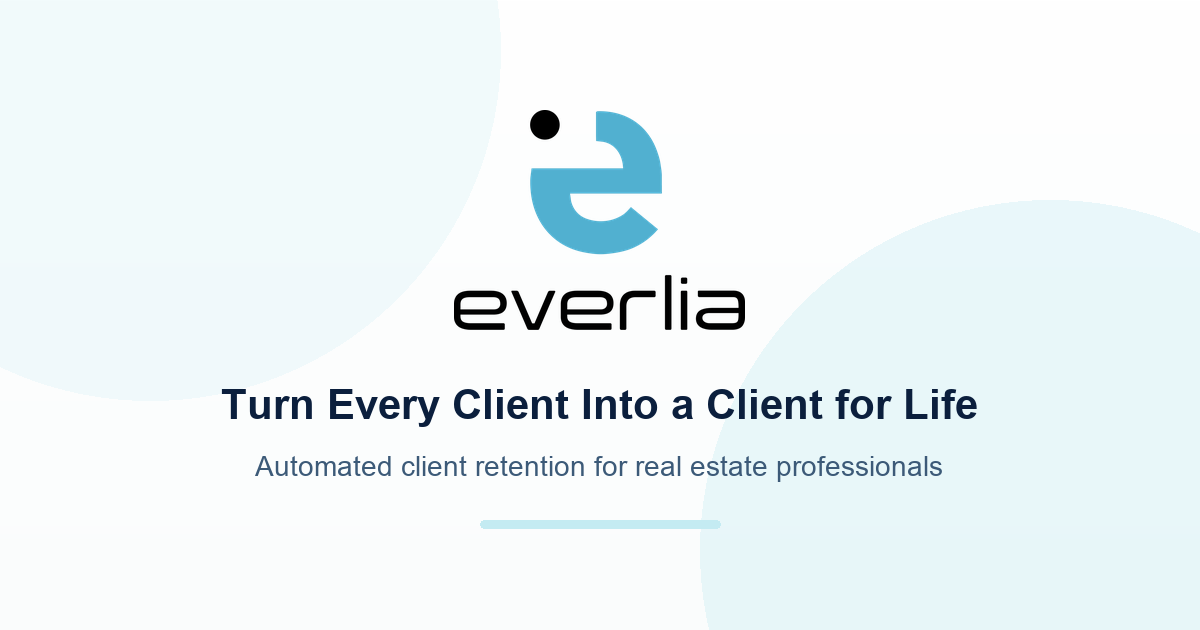 everlia
Turn Every Client Into a Client for Life
Automated client retention for real estate professionals